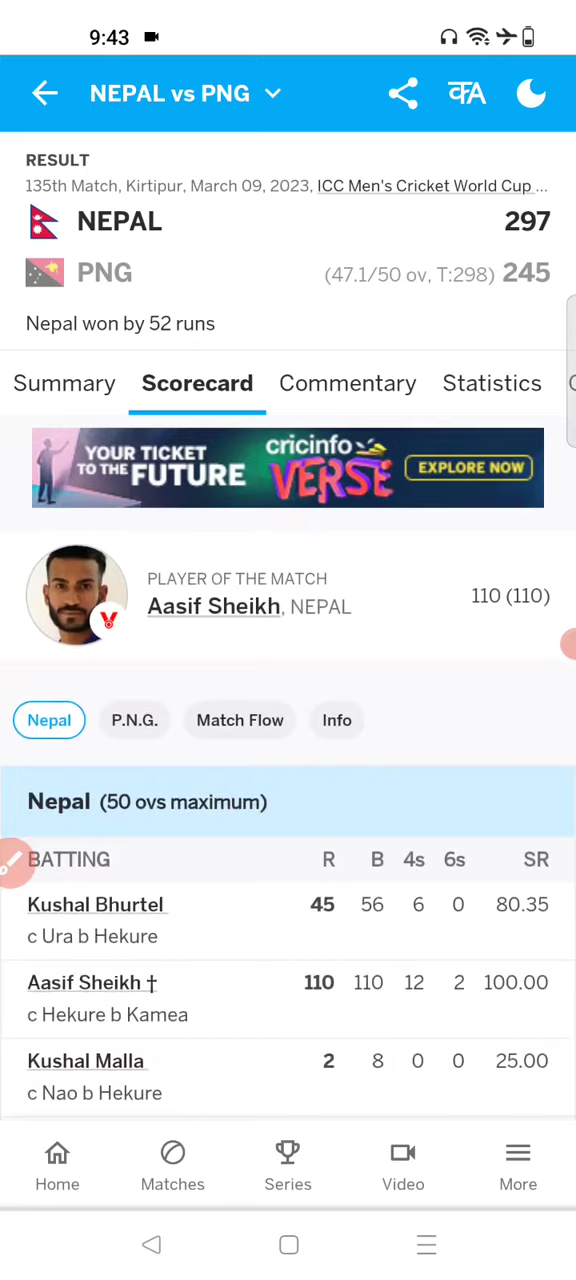 9:43
NEPAL vs PNG
कA
RESULT
135th Match, Kirtipur, March 09, 2023, ICC Men's Cricket World Cup ...
NEPAL 297
PNG (47.1/50 ov, T:298) 245
Nepal won by 52 runs
Summary Scorecard Commentary Statistics
YOUR TICKET TO THE FUTURE
cricinfo VERSE
EXPLORE NOW
PLAYER OF THE MATCH
Aasif Sheikh, NEPAL 110 (110)
Nepal P.N.G. Match Flow Info
Nepal (50 ovs maximum)
BATTING R B 4s 6s SR
Kushal Bhurtel 45 56 6 0 80.35
c Ura b Hekure
Aasif Sheikh † 110 110 12 2 100.00
c Hekure b Kamea
Kushal Malla 2 8 0 0 25.00
c Nao b Hekure
Home Matches Series Video More